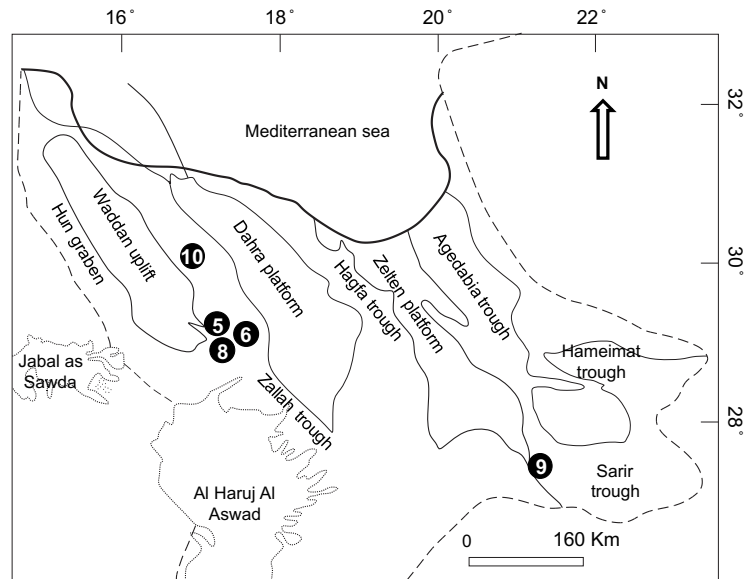 16° 18° 20° 22°
32°
N
Mediterranean sea
Waddan uplift
Hun graben
10
Dahra platform
Hagfa trough
Zelten platform
Agedabia trough
30°
5
6
8
Jabal as
Sawda
Zallah trough
Hameimat
trough
28°
9
Sarir
trough
Al Haruj Al
Aswad
0 160 Km